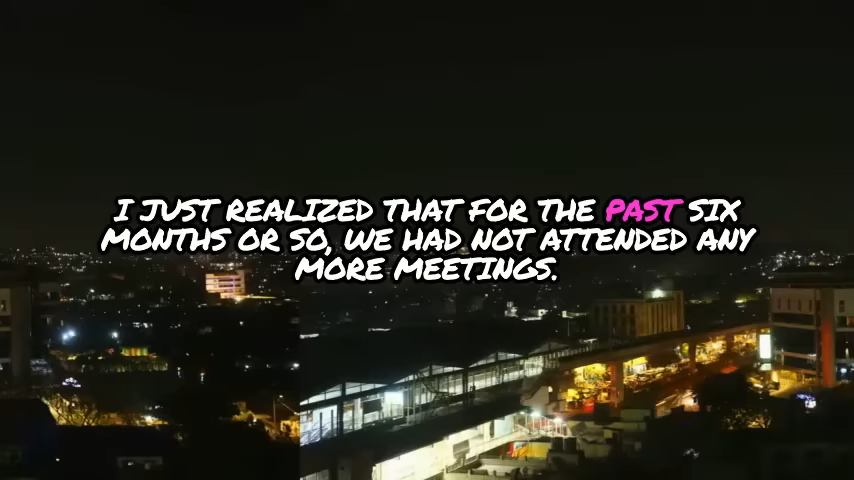 I JUST REALIZED THAT FOR THE PAST SIX
MONTHS OR SO, WE HAD NOT ATTENDED ANY
MORE MEETINGS.